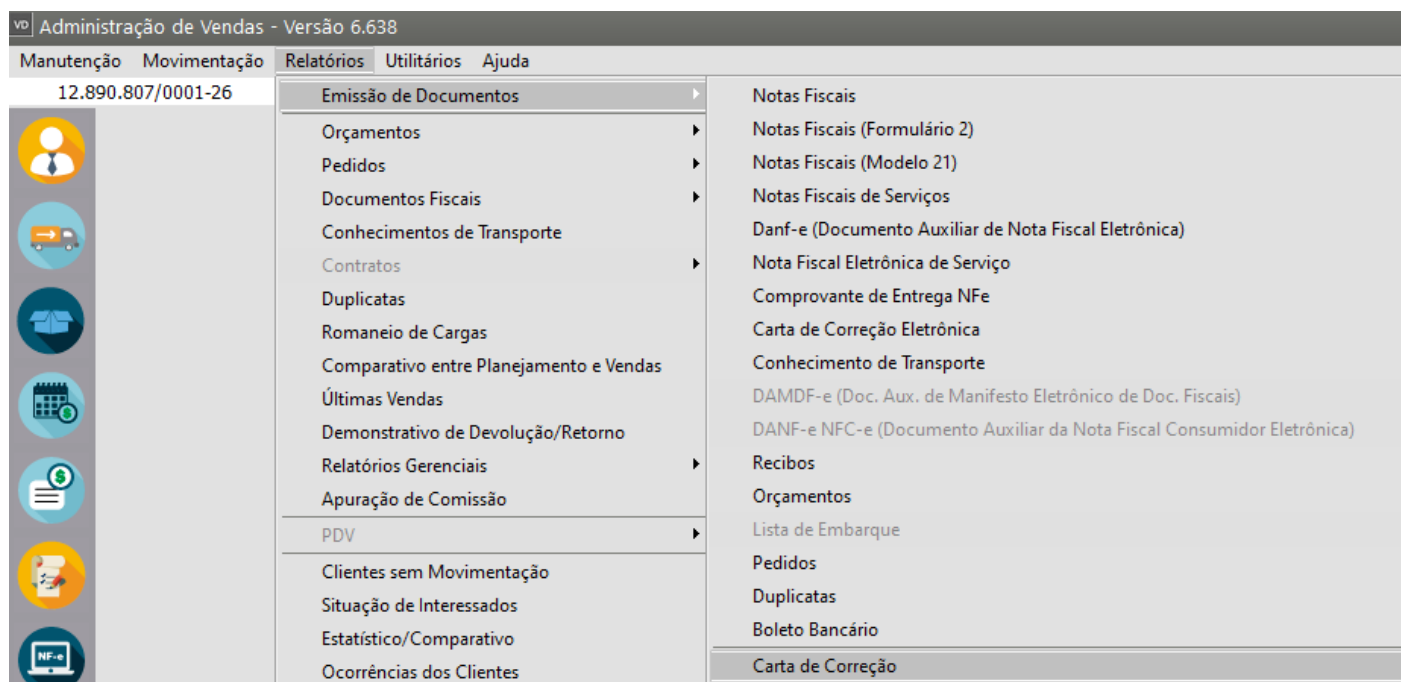 VD Administração de Vendas - Versão 6.638
Manutenção Movimentação Relatórios Utilitários Ajuda
12.890.807/0001-26
Emissão de Documentos
Orçamentos
Pedidos
Documentos Fiscais
Conhecimentos de Transporte
Contratos
Duplicatas
Romaneio de Cargas
Comparativo entre Planejamento e Vendas
Últimas Vendas
Demonstrativo de Devolução/Retorno
Relatórios Gerenciais
Apuração de Comissão
PDV
Clientes sem Movimentação
Situação de Interessados
Estatístico/Comparativo
Ocorrências dos Clientes
Notas Fiscais
Notas Fiscais (Formulário 2)
Notas Fiscais (Modelo 21)
Notas Fiscais de Serviços
Danf-e (Documento Auxiliar de Nota Fiscal Eletrônica)
Nota Fiscal Eletrônica de Serviço
Comprovante de Entrega NFe
Carta de Correção Eletrônica
Conhecimento de Transporte
DAMDF-e (Doc. Aux. de Manifesto Eletrônico de Doc. Fiscais)
DANF-e NFC-e (Documento Auxiliar da Nota Fiscal Consumidor Eletrônica)
Recibos
Orçamentos
Lista de Embarque
Pedidos
Duplicatas
Boleto Bancário
Carta de Correção
NF-e